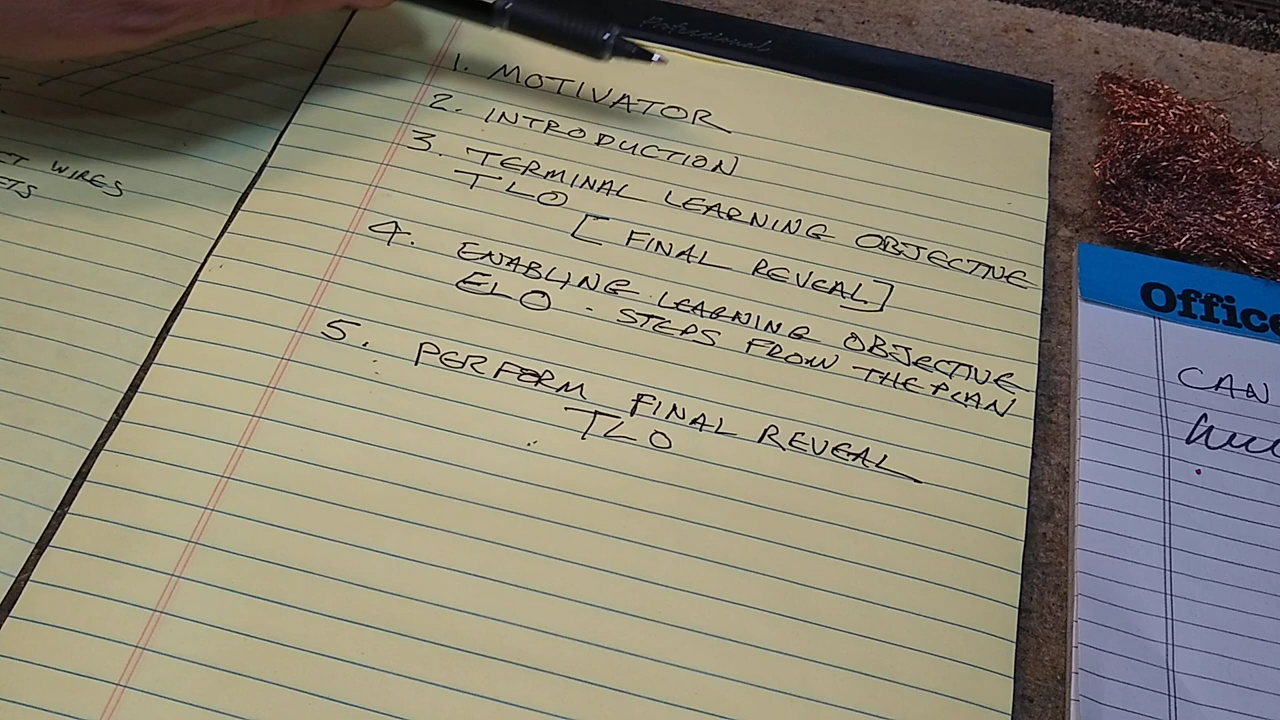 Professional
1. MOTIVATOR
2. INTRODUCTION
3. TERMINAL LEARNING OBJECTIVE
TLO [FINAL REVEAL]
4. ENABLING LEARNING OBJECTIVE
ELO - STEPS FROM THE PLAN
5. PERFORM FINAL REVEAL
TLO
WIRES
Office
CAN